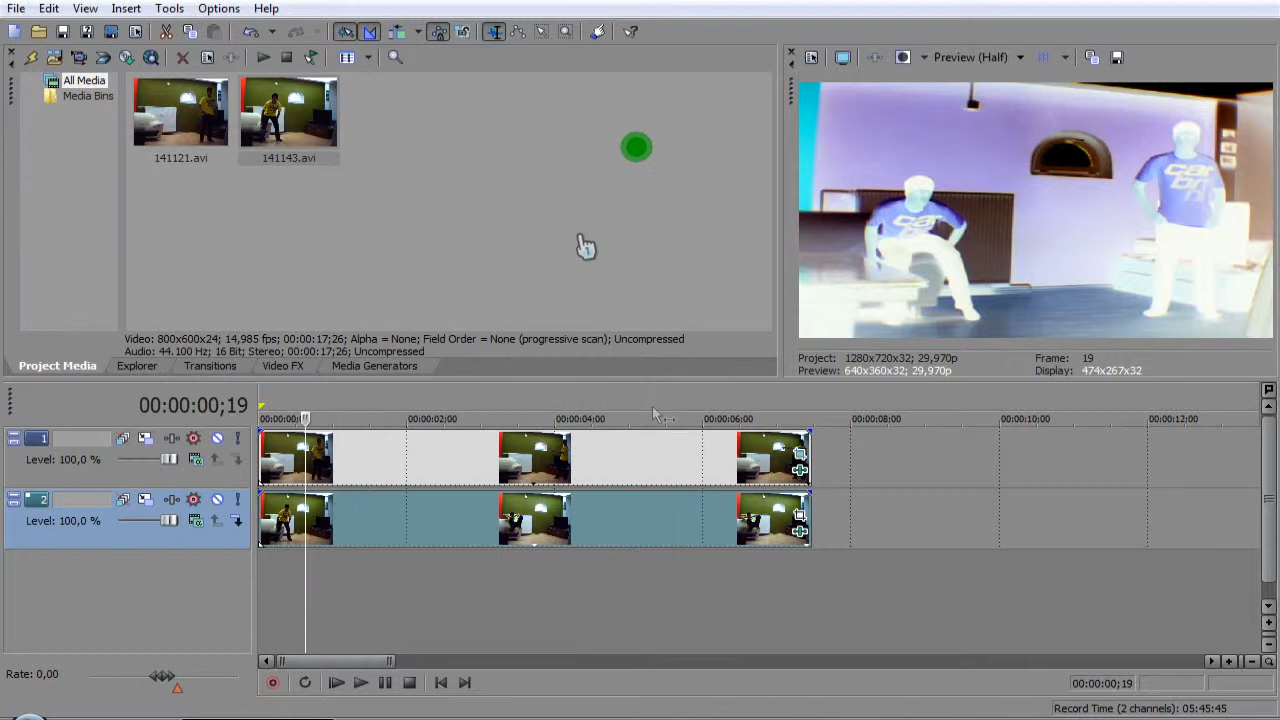 File Edit View Insert Tools Options Help
Preview (Half)
All Media
Media Bins
141121.avi 141143.avi
Video: 800x600x24; 14,985 fps; 00:00:17;26; Alpha = None; Field Order = None (progressive scan); Uncompressed
Audio: 44.100 Hz; 16 Bit; Stereo; 00:00:17;26; Uncompressed
Project Media Explorer Transitions Video FX Media Generators
Project: 1280x720x32; 29,970p Frame: 19
Preview: 640x360x32; 29,970p Display: 474x267x32
00:00:00;19
00:00:02;00 00:00:04;00 00:00:06;00 00:00:08;00 00:00:10;00 00:00:12;00
1
Level: 100,0 %
2
Level: 100,0 %
Rate: 0,00
00:00:00;19
Record Time (2 channels): 05:45:45